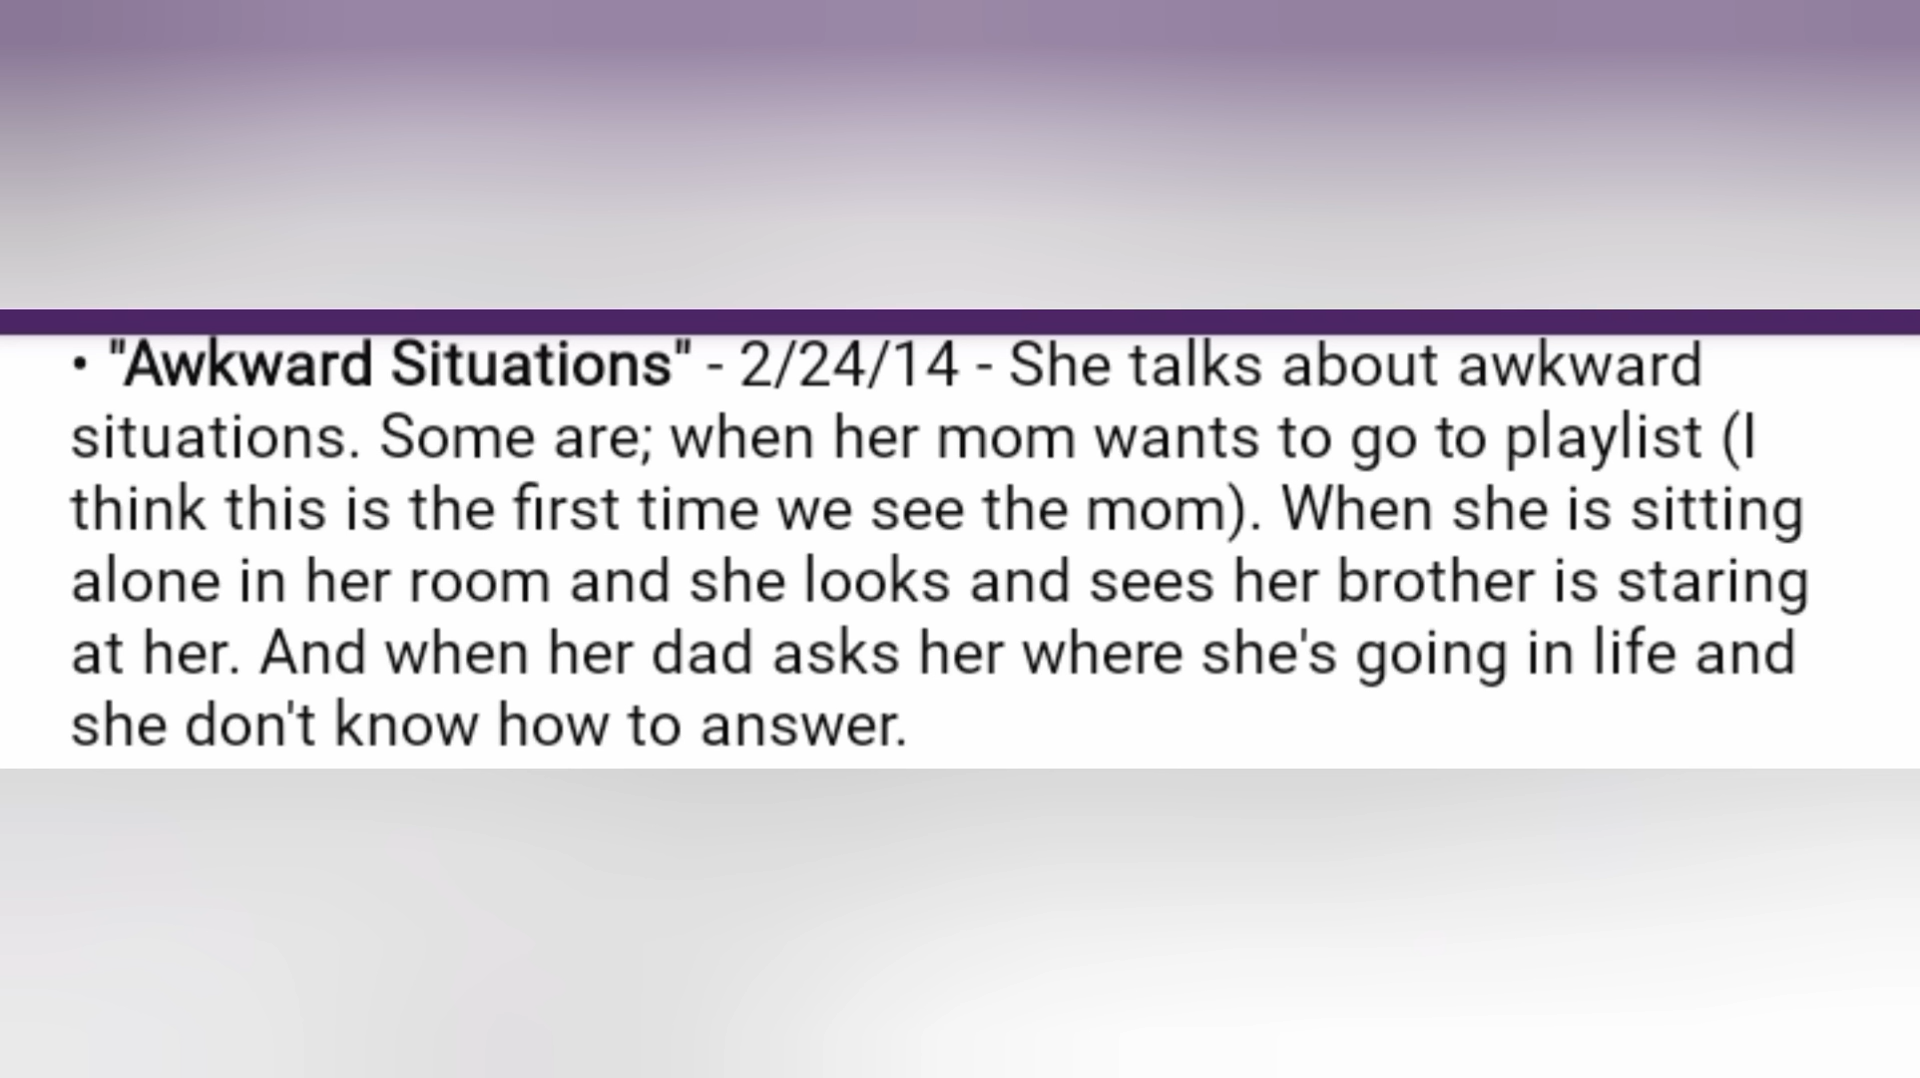 • "Awkward Situations" - 2/24/14 - She talks about awkward
situations. Some are; when her mom wants to go to playlist (I
think this is the first time we see the mom). When she is sitting
alone in her room and she looks and sees her brother is staring
at her. And when her dad asks her where she's going in life and
she don't know how to answer.